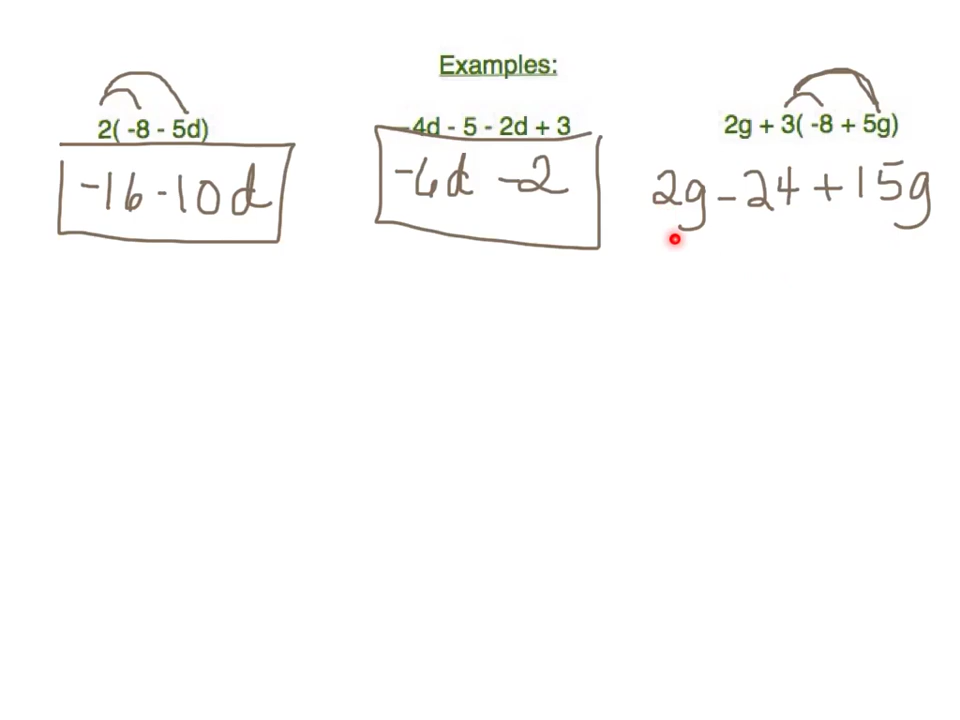 Examples:
2( -8 - 5d)
-16 - 10d
-4d - 5 - 2d + 3
-6d - 2
2g + 3( -8 + 5g)
2g - 24 + 15g